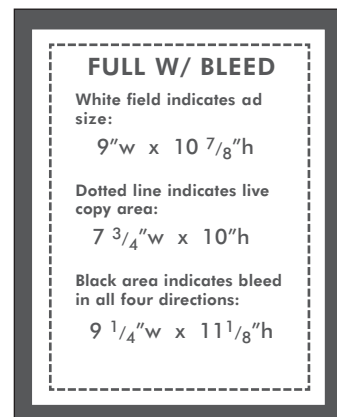 FULL W/ BLEED
White field indicates ad
size:
9”w x 10 7/8”h
Dotted line indicates live
copy area:
7 3/4”w x 10”h
Black area indicates bleed
in all four directions:
9 1/4”w x 11 1/8”h